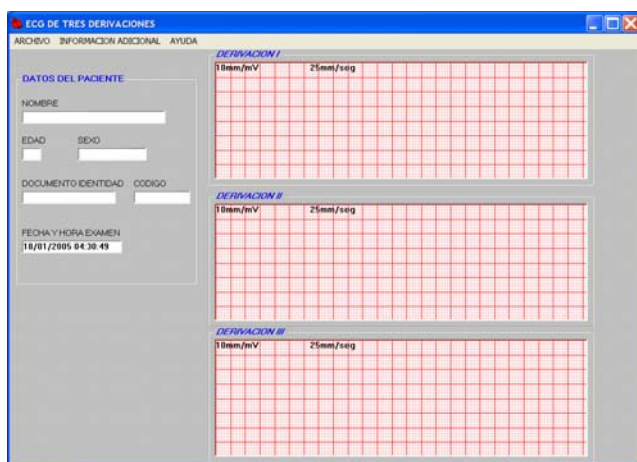 ECG DE TRES DERIVACIONES
ARCHIVO INFORMACION ADICIONAL AYUDA
DATOS DEL PACIENTE
NOMBRE
EDAD SEXO
DOCUMENTO IDENTIDAD CODIGO
FECHA Y HORA EXAMEN
18/01/2005 04:30:49
DERIVACION I
10mm/mV 25mm/seg
DERIVACION II
10mm/mV 25mm/seg
DERIVACION III
10mm/mV 25mm/seg